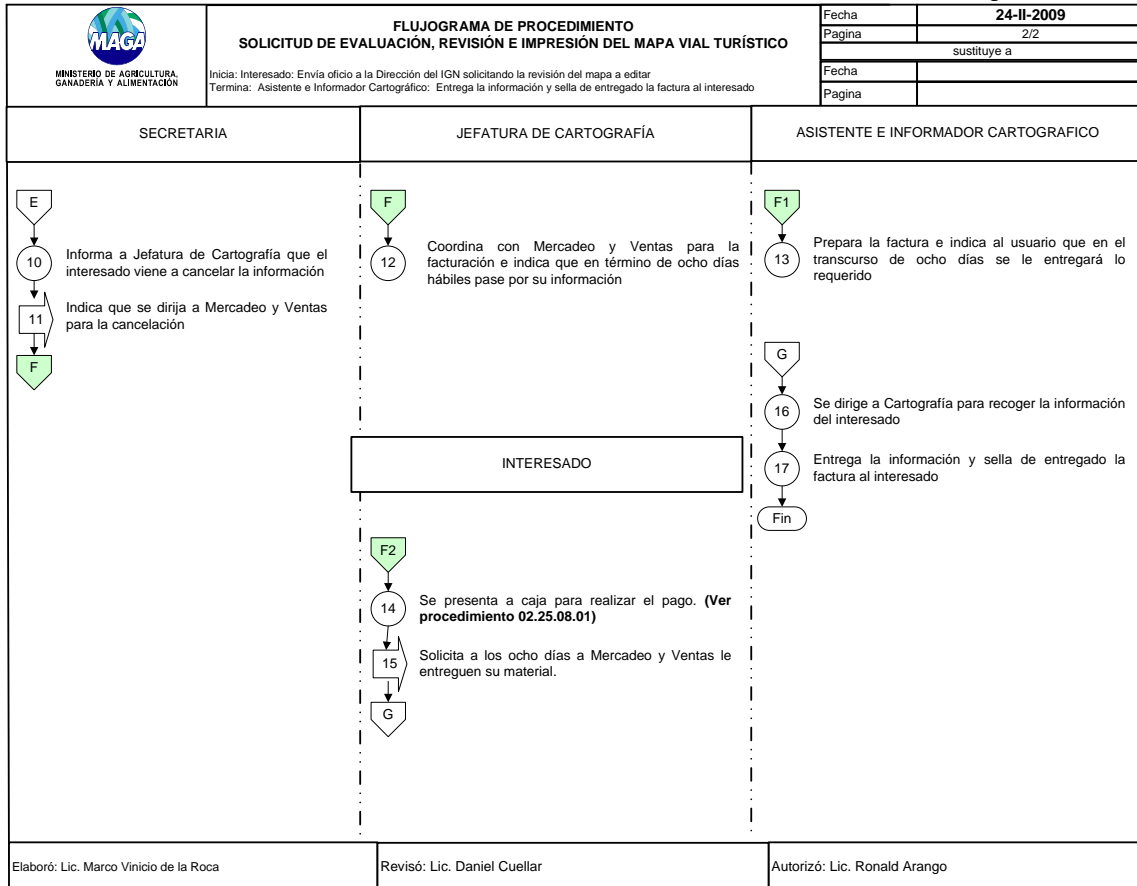 MAGA
MINISTERIO DE AGRICULTURA,
GANADERÍA Y ALIMENTACIÓN
FLUJOGRAMA DE PROCEDIMIENTO
SOLICITUD DE EVALUACIÓN, REVISIÓN E IMPRESIÓN DEL MAPA VIAL TURÍSTICO
Inicia: Interesado: Envía oficio a la Dirección del IGN solicitando la revisión del mapa a editar
Termina: Asistente e Informador Cartográfico: Entrega la información y sella de entregado la factura al interesado
Fecha 24-II-2009
Pagina 2/2
sustituye a
Fecha
Pagina
SECRETARIA
JEFATURA DE CARTOGRAFÍA
ASISTENTE E INFORMADOR CARTOGRAFICO
E
10
Informa a Jefatura de Cartografía que el
interesado viene a cancelar la información
11
Indica que se dirija a Mercadeo y Ventas
para la cancelación
F
F
12
Coordina con Mercadeo y Ventas para la
facturación e indica que en término de ocho días
hábiles pase por su información
INTERESADO
F2
14
Se presenta a caja para realizar el pago. (Ver
procedimiento 02.25.08.01)
15
Solicita a los ocho días a Mercadeo y Ventas le
entreguen su material.
G
F1
13
Prepara la factura e indica al usuario que en el
transcurso de ocho días se le entregará lo
requerido
G
16
Se dirige a Cartografía para recoger la información
del interesado
17
Entrega la información y sella de entregado la
factura al interesado
Fin
Elaboró: Lic. Marco Vinicio de la Roca
Revisó: Lic. Daniel Cuellar
Autorizó: Lic. Ronald Arango